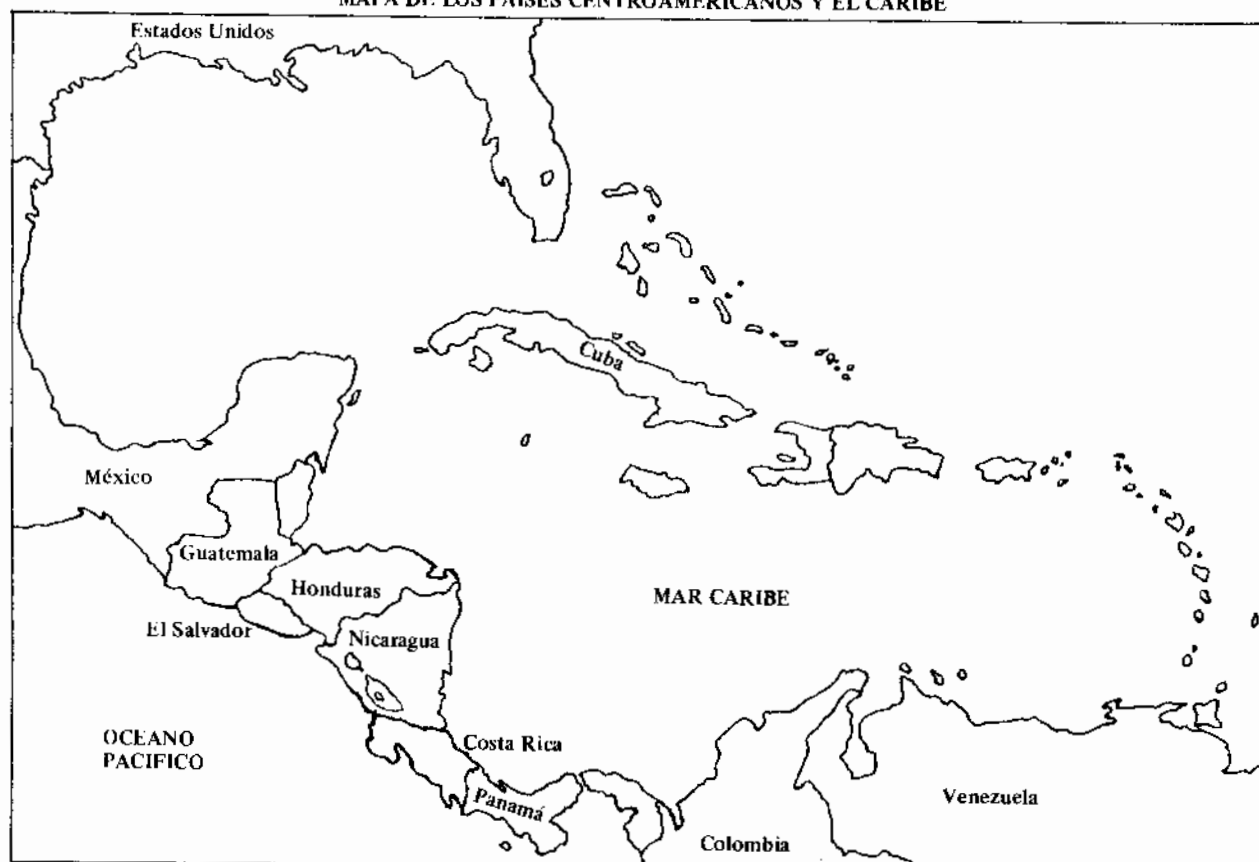 MAPA DE LOS PAISES CENTROAMERICANOS Y EL CARIBE
Estados Unidos
Cuba
México
Guatemala
Honduras
MAR CARIBE
El Salvador
Nicaragua
OCEANO
PACIFICO
Costa Rica
Panamá
Venezuela
Colombia